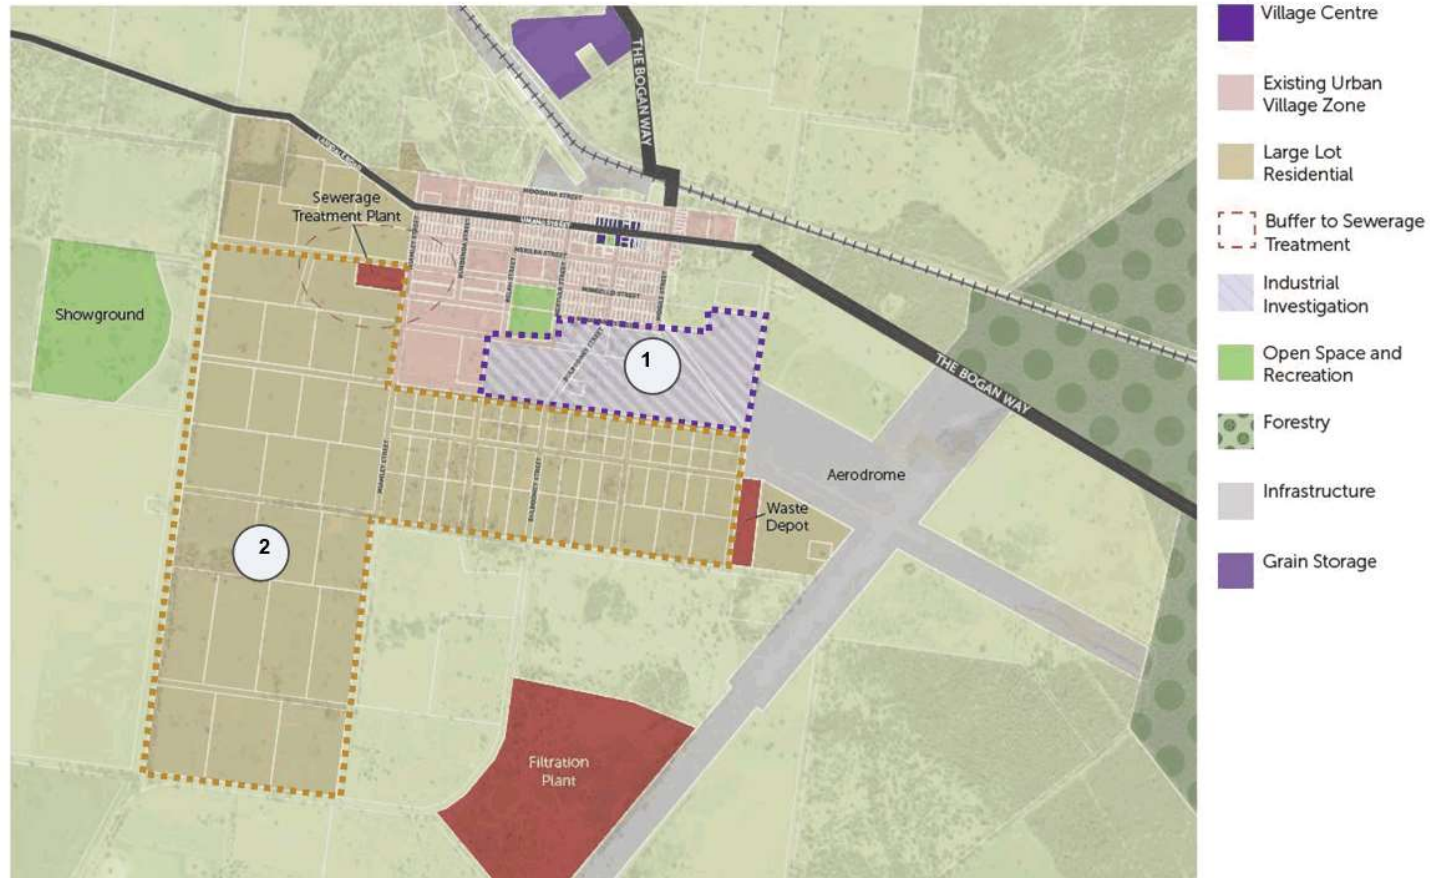 Village Centre
Existing Urban
Village Zone
Large Lot
Residential
Buffer to Sewerage
Treatment
Industrial
Investigation
Open Space and
Recreation
Forestry
Infrastructure
Grain Storage
THE BOGAN WAY
Sewerage
Treatment Plant
Showground
1
THE BOGAN WAY
Aerodrome
Waste
Depot
2
Filtration
Plant